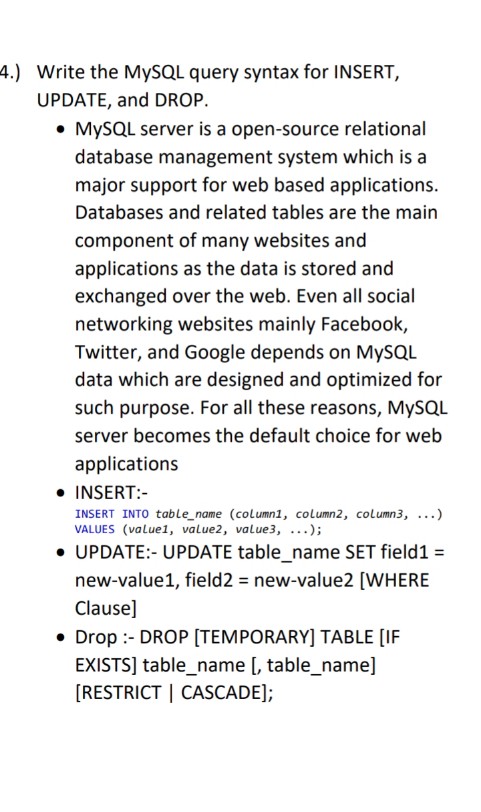 4.) Write the MySQL query syntax for INSERT,
UPDATE, and DROP.
• MySQL server is a open-source relational
database management system which is a
major support for web based applications.
Databases and related tables are the main
component of many websites and
applications as the data is stored and
exchanged over the web. Even all social
networking websites mainly Facebook,
Twitter, and Google depends on MySQL
data which are designed and optimized for
such purpose. For all these reasons, MySQL
server becomes the default choice for web
applications
• INSERT:-
INSERT INTO table_name (column1, column2, column3, ...)
VALUES (value1, value2, value3, ...);
• UPDATE:- UPDATE table_name SET field1 =
new-value1, field2 = new-value2 [WHERE
Clause]
• Drop :- DROP [TEMPORARY] TABLE [IF
EXISTS] table_name [, table_name]
[RESTRICT | CASCADE];